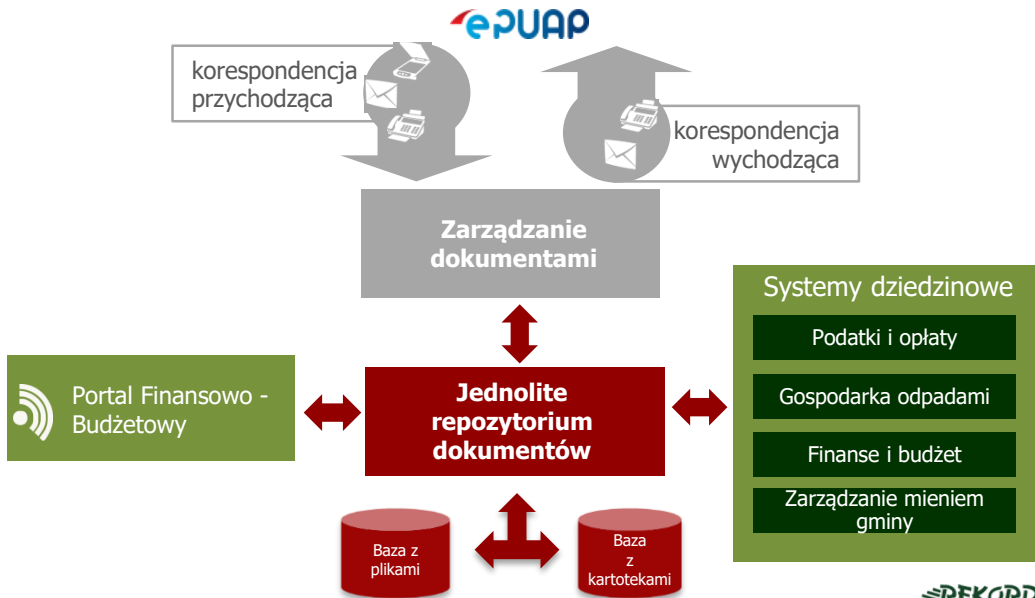 ePUAP
korespondencja
przychodząca
korespondencja
wychodząca
Zarządzanie
dokumentami
Systemy dziedzinowe
Podatki i opłaty
Gospodarka odpadami
Finanse i budżet
Zarządzanie mieniem
gminy
Portal Finansowo -
Budżetowy
Jednolite
repozytorium
dokumentów
Baza z
plikami
Baza
z
kartotekami
REKORD